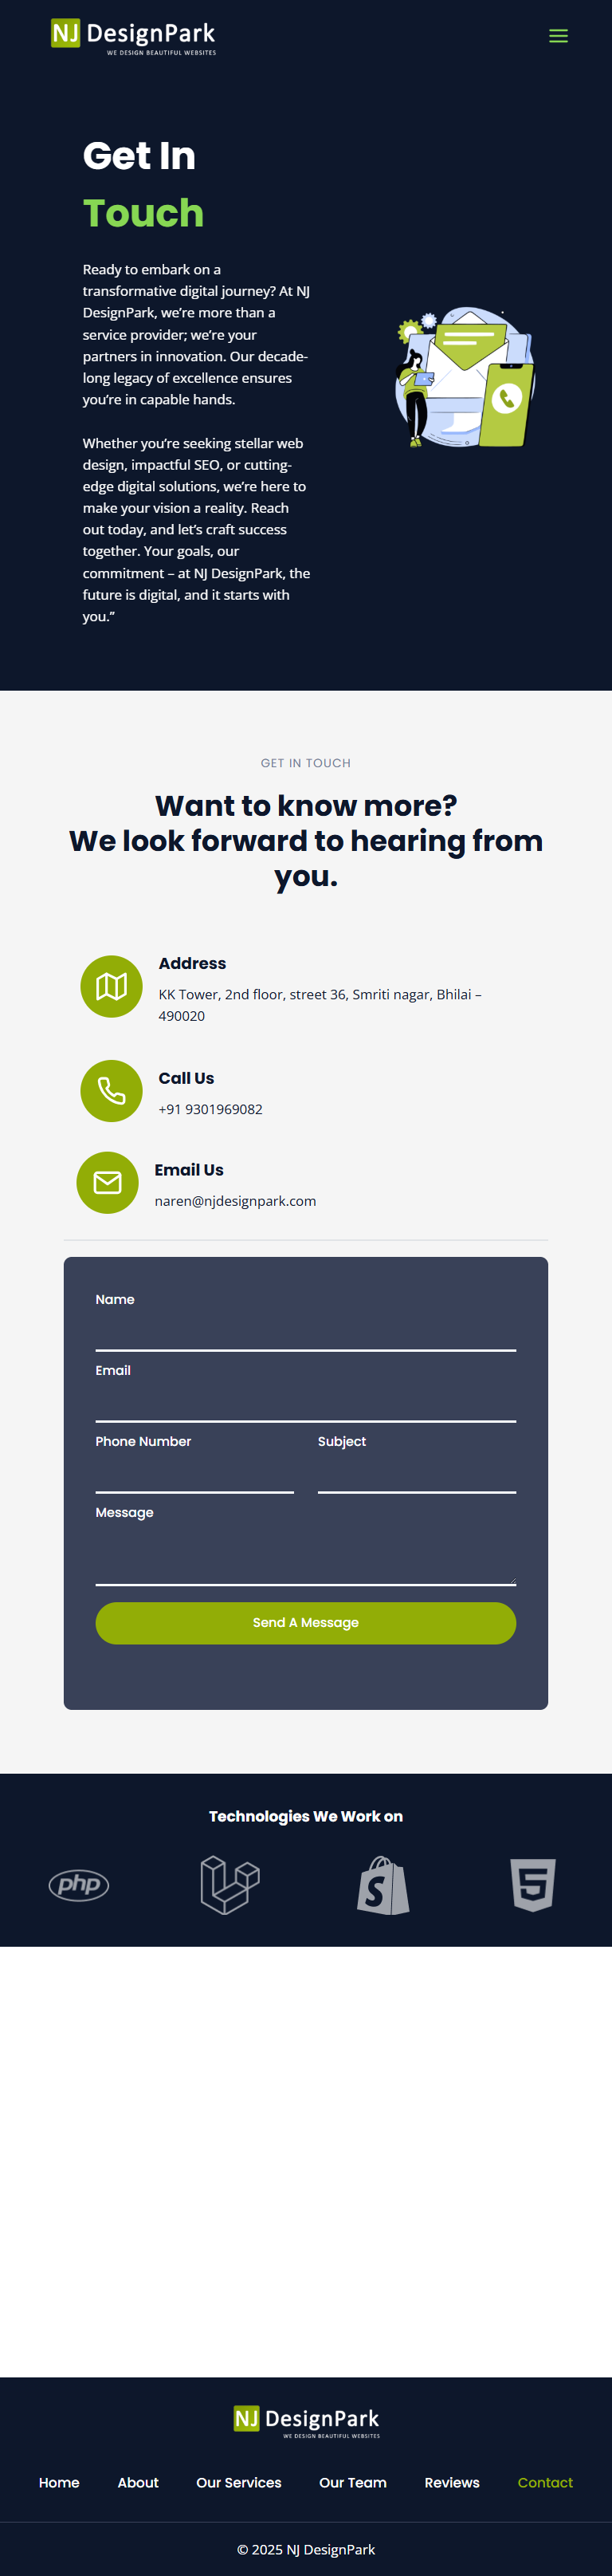 NJ DesignPark
WE DESIGN BEAUTIFUL WEBSITES
Get In
Touch
Ready to embark on a
transformative digital journey? At NJ
DesignPark, we’re more than a
service provider; we’re your
partners in innovation. Our decade-
long legacy of excellence ensures
you’re in capable hands.
Whether you’re seeking stellar web
design, impactful SEO, or cutting-
edge digital solutions, we’re here to
make your vision a reality. Reach
out today, and let’s craft success
together. Your goals, our
commitment – at NJ DesignPark, the
future is digital, and it starts with
you.”
GET IN TOUCH
Want to know more?
We look forward to hearing from
you.
Address
KK Tower, 2nd floor, street 36, Smriti nagar, Bhilai –
490020
Call Us
+91 9301969082
Email Us
naren@njdesignpark.com
Name
Email
Phone Number Subject
Message
Send A Message
Technologies We Work on
php S 5
NJ DesignPark
WE DESIGN BEAUTIFUL WEBSITES
Home About Our Services Our Team Reviews Contact
© 2025 NJ DesignPark